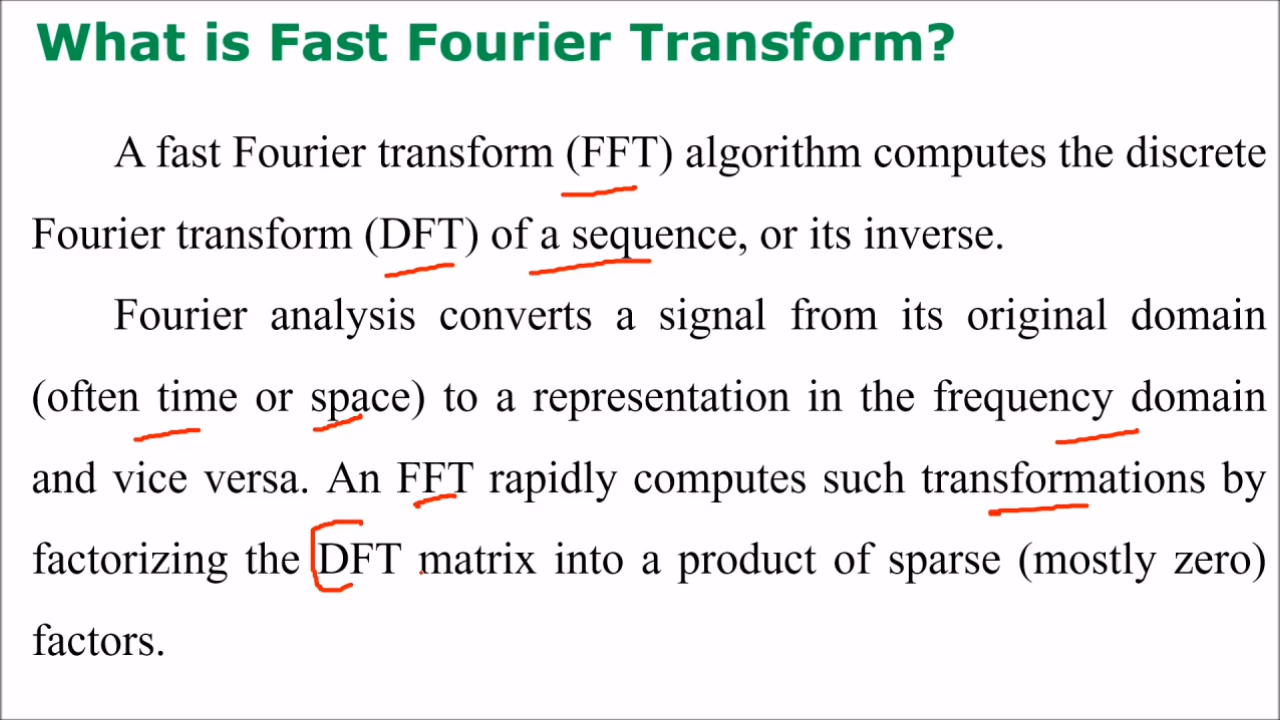 What is Fast Fourier Transform?
A fast Fourier transform (FFT) algorithm computes the discrete
Fourier transform (DFT) of a sequence, or its inverse.
Fourier analysis converts a signal from its original domain
(often time or space) to a representation in the frequency domain
and vice versa. An FFT rapidly computes such transformations by
factorizing the DFT matrix into a product of sparse (mostly zero)
factors.